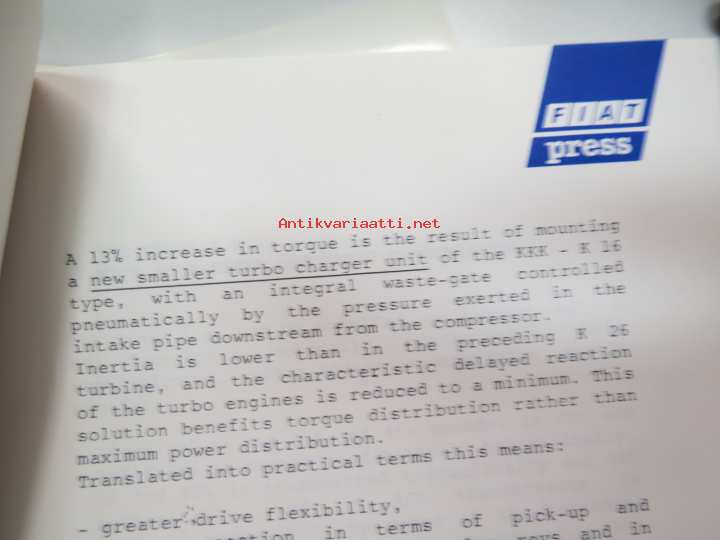 FIAT
press
Antikvariaatti.net
A 13% increase in torque is the result of mounting
a new smaller turbo charger unit of the KKK - K 16
type, with an integral waste-gate controlled
pneumatically by the pressure exerted in the
intake pipe downstream from the compressor.
Inertia is lower than in the preceding K 26
turbine, and the characteristic delayed reaction
of the turbo engines is reduced to a minimum. This
solution benefits torque distribution rather than
maximum power distribution.
Translated into practical terms this means:
- greater drive flexibility,
in terms of pick-up and
and in